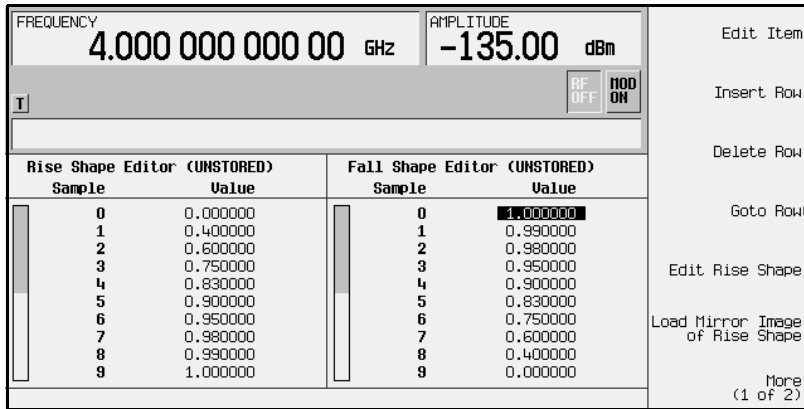 FREQUENCY
4.000 000 000 00 GHz
AMPLITUDE
-135.00 dBm
RF OFF
MOD ON
T
Rise Shape Editor (UNSTORED)
Sample Value
0 0.000000
1 0.400000
2 0.600000
3 0.750000
4 0.830000
5 0.900000
6 0.950000
7 0.980000
8 0.990000
9 1.000000
Fall Shape Editor (UNSTORED)
Sample Value
0 1.000000
1 0.990000
2 0.980000
3 0.950000
4 0.900000
5 0.830000
6 0.750000
7 0.600000
8 0.400000
9 0.000000
Edit Item
Insert Row
Delete Row
Goto Row
Edit Rise Shape
Load Mirror Image
of Rise Shape
More
(1 of 2)